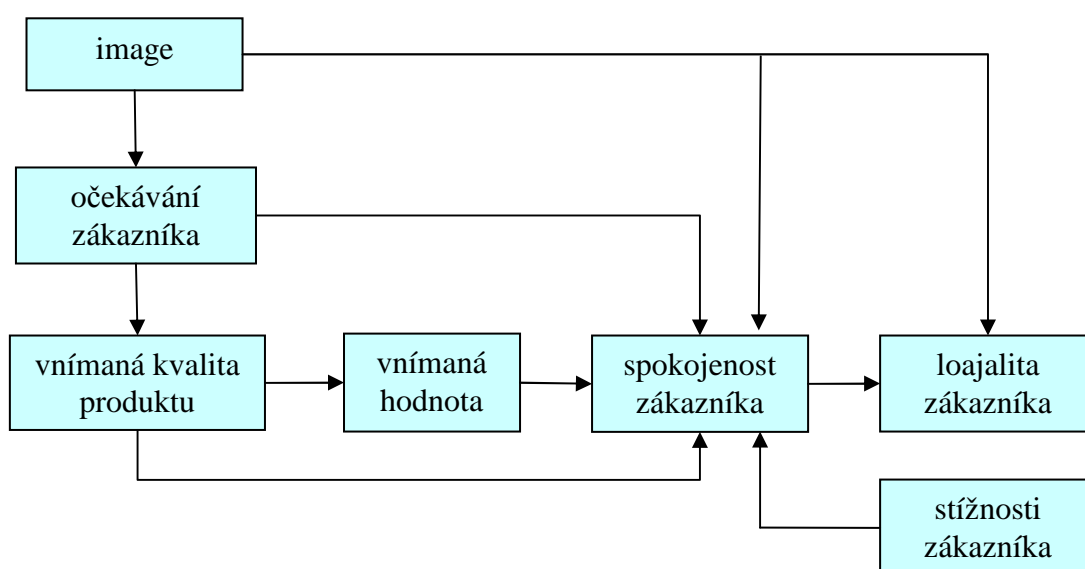 image
očekávání
zákazníka
vnímaná kvalita
produktu
vnímaná
hodnota
spokojenost
zákazníka
loajalita
zákazníka
stížnosti
zákazníka